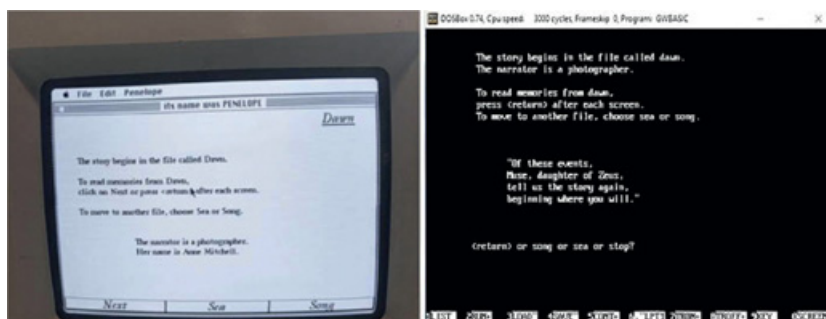 File Edit Penelope
its name was PENELOPE
Dawn
The story begins in the file called Dawn.
To read memories from Dawn,
click on Next or press <return> after each screen.
To move to another file, choose Sea or Song.
The narrator is a photographer.
Her name is Anne Mitchell.
Next Sea Song
DOSBox 0.74, Cpu speed: 3000 cycles, Frameskip 0, Program: GWBASIC
The story begins in the file called dawn.
The narrator is a photographer.
To read memories from dawn,
press <return> after each screen.
To move to another file, choose sea or song.
"Of these events,
Muse, daughter of Zeus,
tell us the story again,
beginning where you will."
<return> or song or sea or stop?